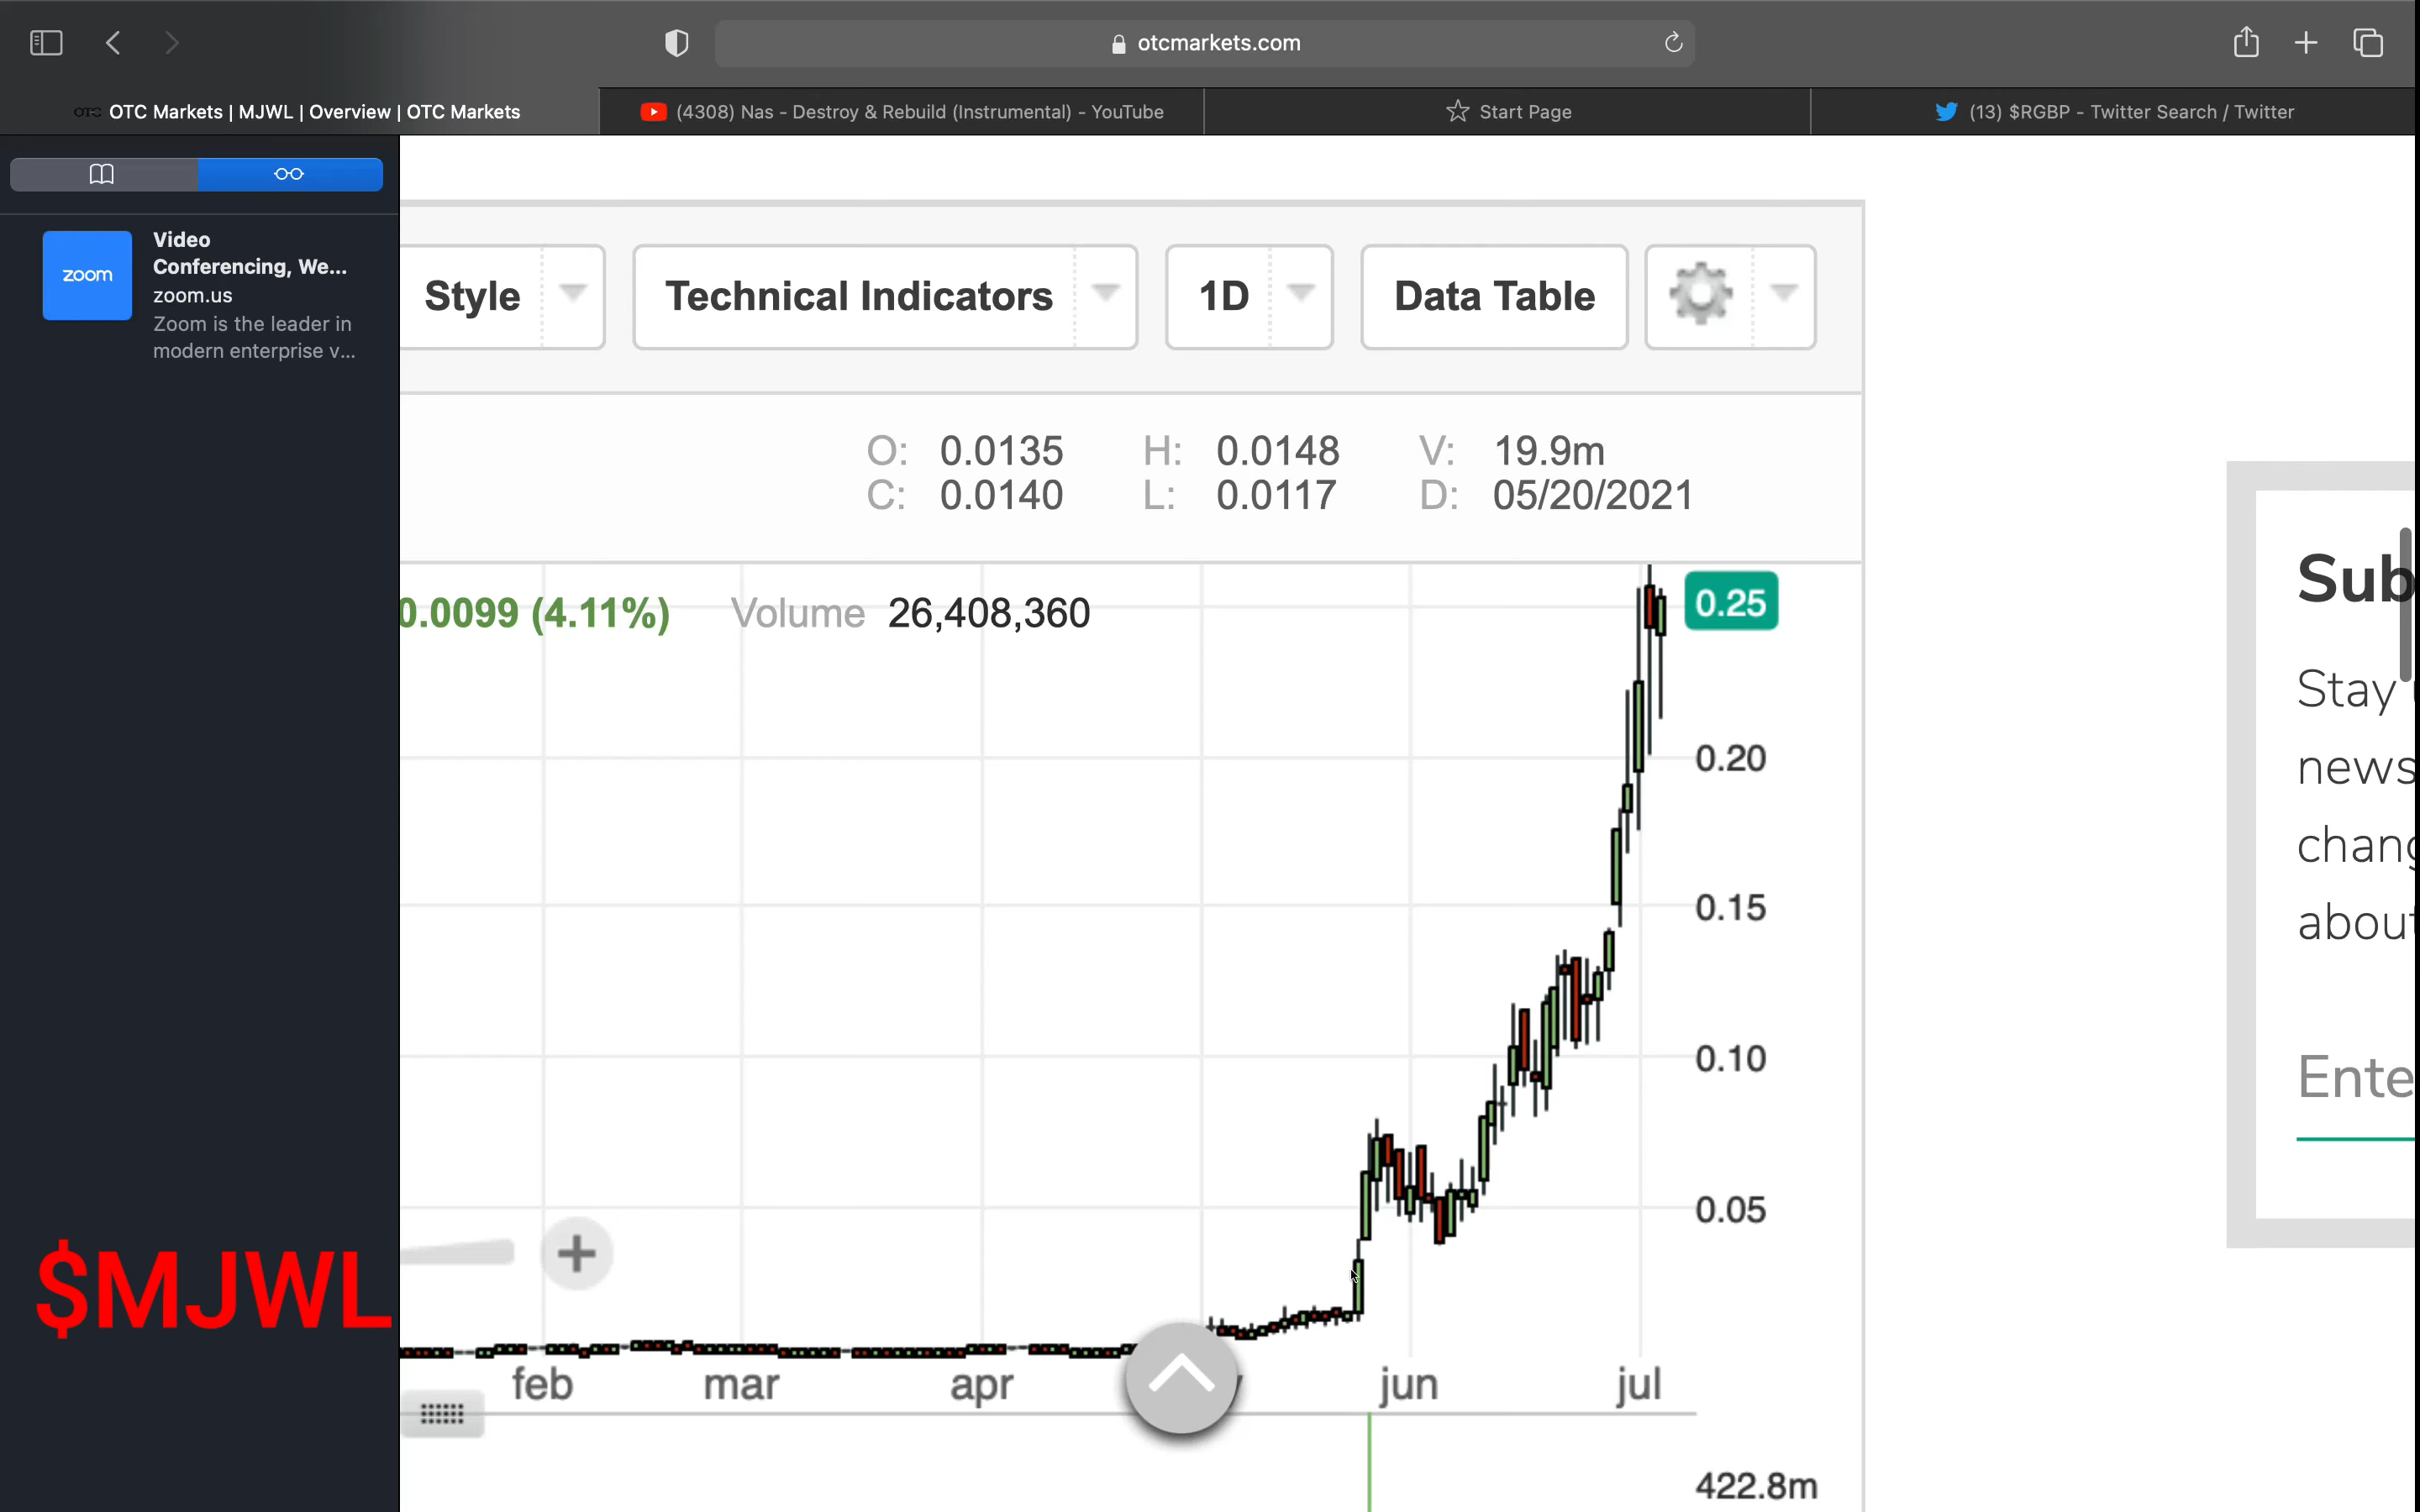 otcmarkets.com
OTC Markets | MJWL | Overview | OTC Markets
(4308) Nas - Destroy & Rebuild (Instrumental) - YouTube
Start Page
(13) $RGBP - Twitter Search / Twitter
zoom
Video
Conferencing, We...
zoom.us
Zoom is the leader in
modern enterprise v...
Style
Technical Indicators
1D
Data Table
O: 0.0135 H: 0.0148 V: 19.9m
C: 0.0140 L: 0.0117 D: 05/20/2021
0.0099 (4.11%) Volume 26,408,360
0.25
0.20
0.15
0.10
0.05
feb mar apr jun jul
422.8m
Sub
Stay
news
chang
about
Ente
$MJWL